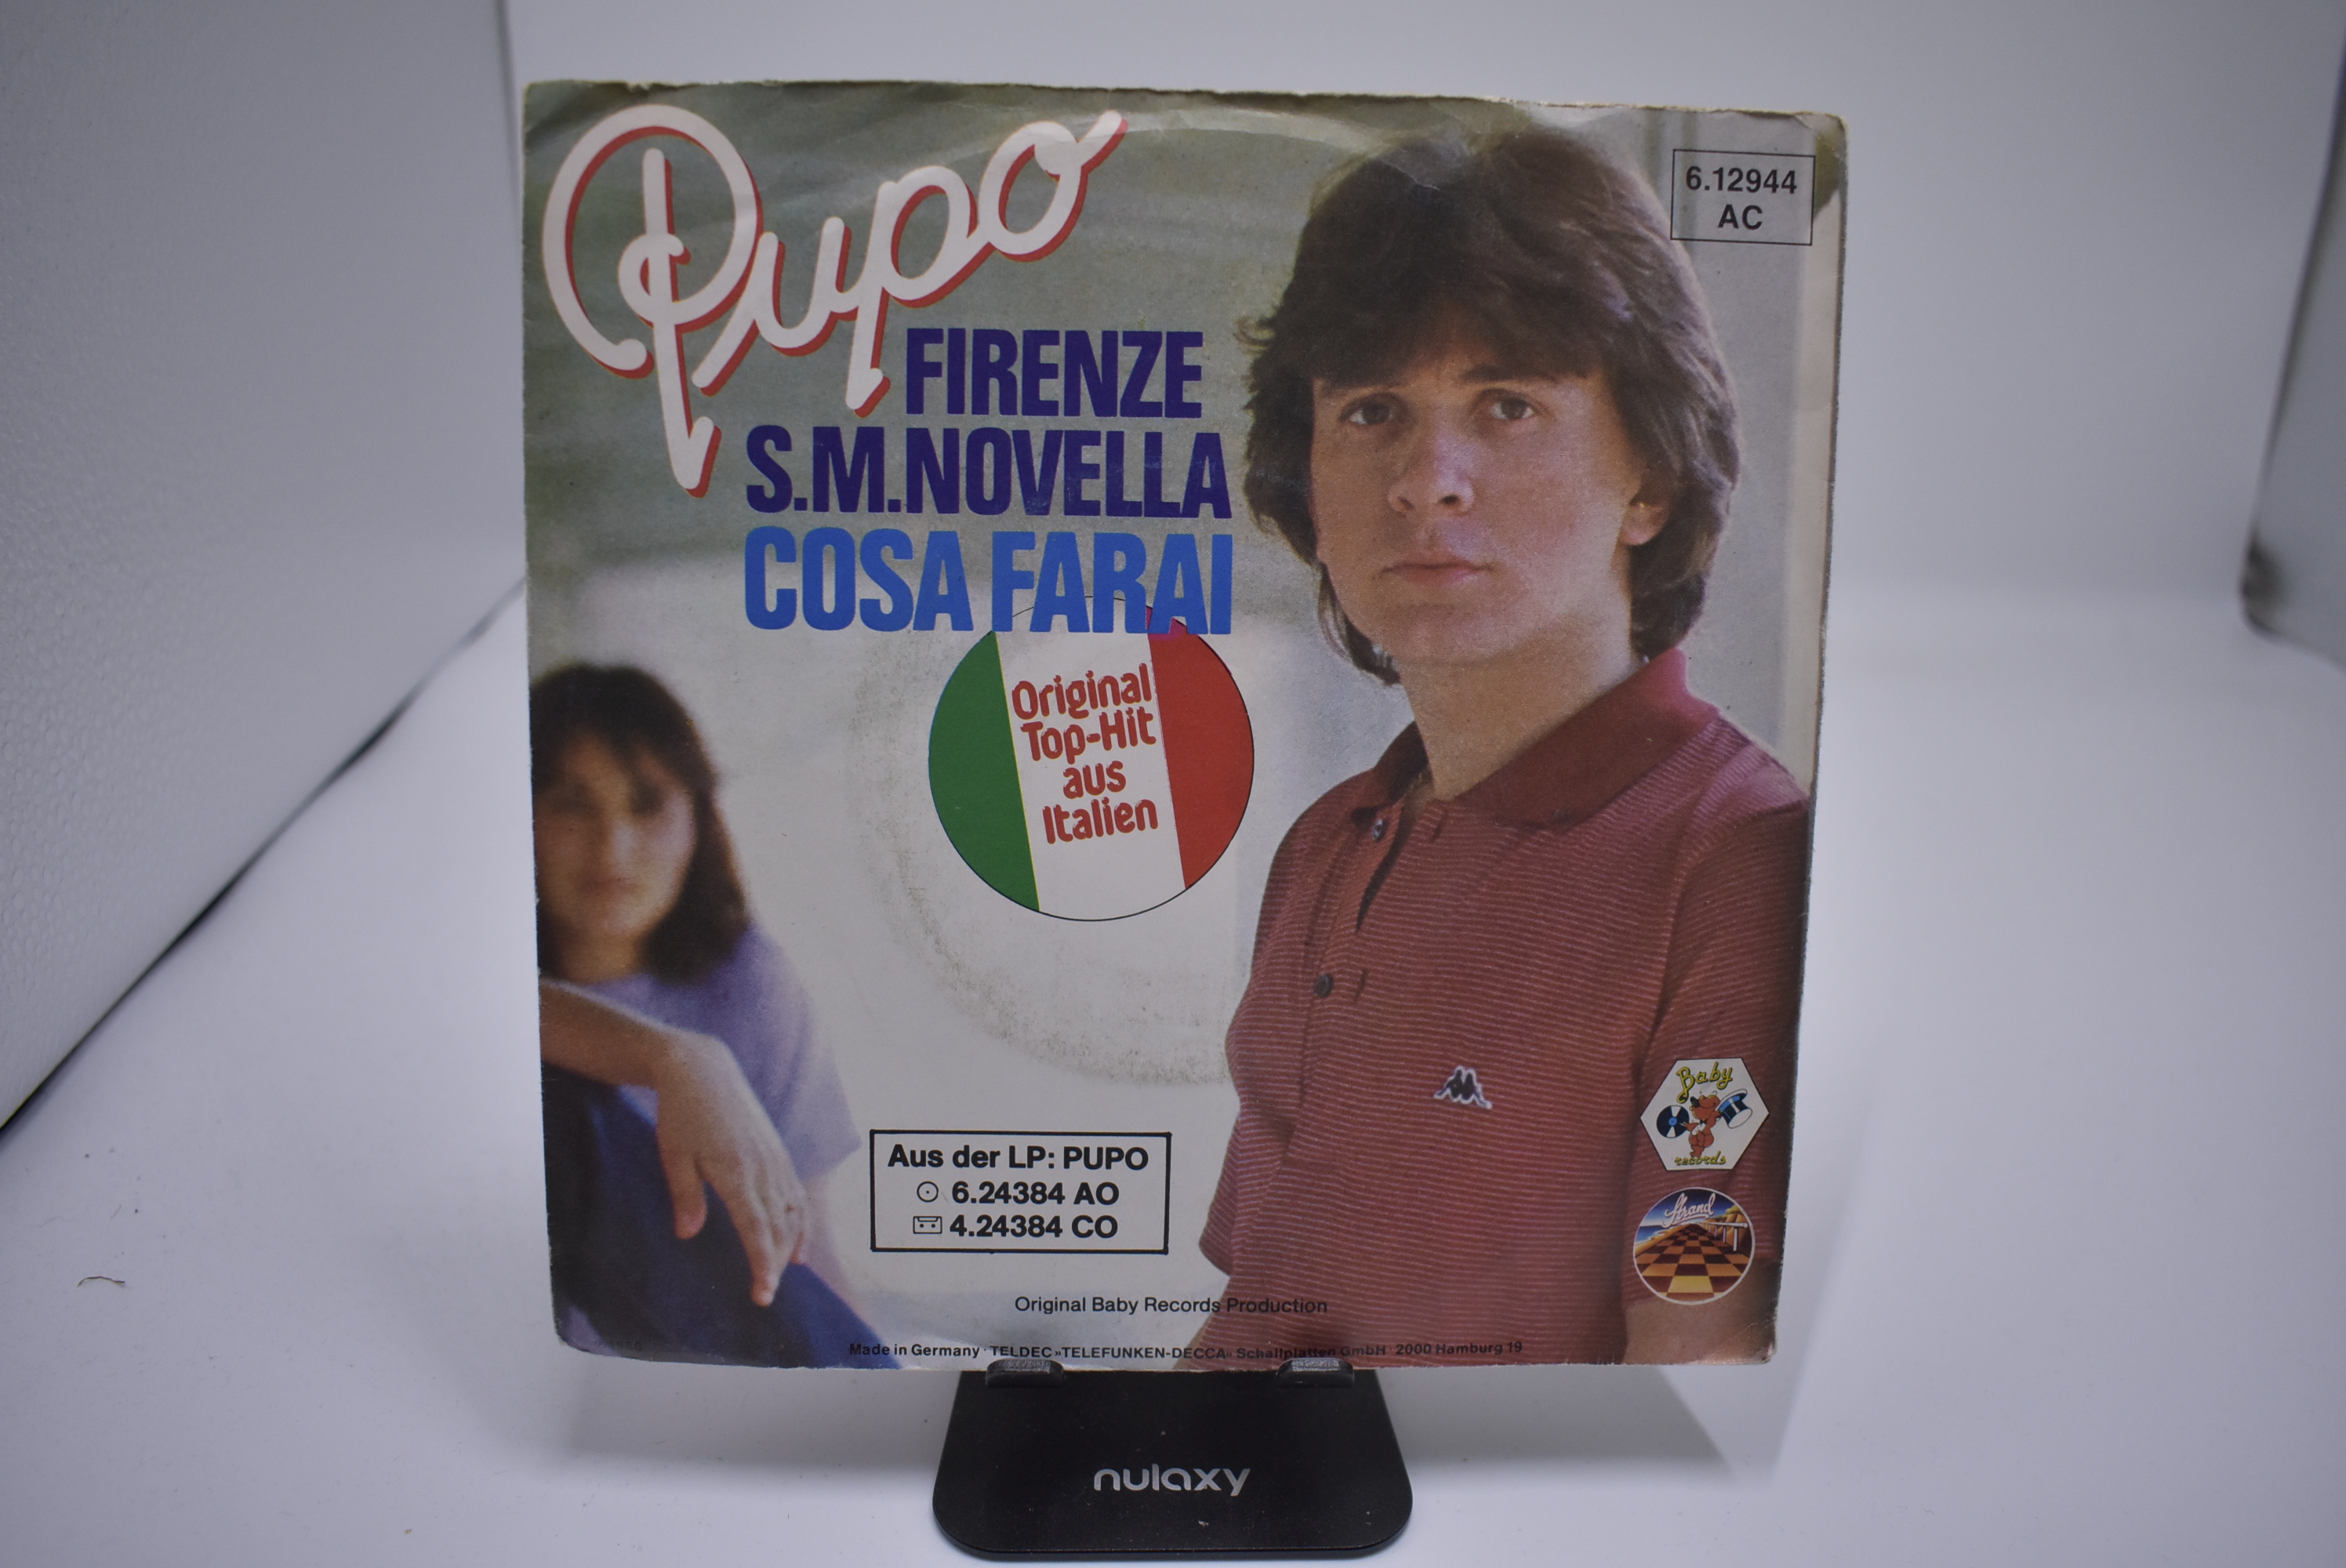 Pupo
6.12944
AC
FIRENZE
S.M.NOVELLA
COSA FARAI
Original
Top-Hit
aus
Italien
Aus der LP: PUPO
6.24384 AO
4.24384 CO
Baby
records
Strand
Original Baby Records Production
Made in Germany · TELDEC »TELEFUNKEN-DECCA« Schallplatten GmbH · 2000 Hamburg 19
nulaxy